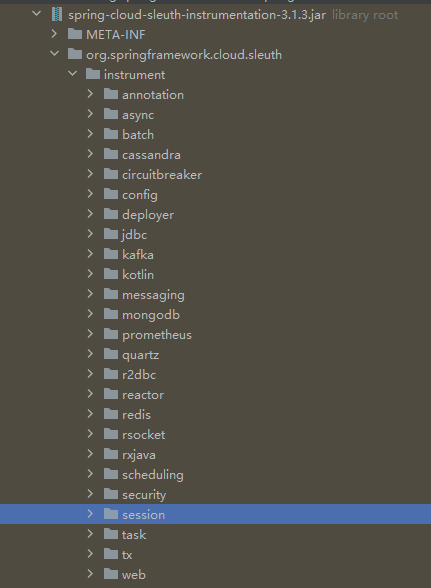 spring-cloud-sleuth-instrumentation-3.1.3.jar library root
META-INF
org.springframework.cloud.sleuth
instrument
annotation
async
batch
cassandra
circuitbreaker
config
deployer
jdbc
kafka
kotlin
messaging
mongodb
prometheus
quartz
r2dbc
reactor
redis
rsocket
rxjava
scheduling
security
session
task
tx
web